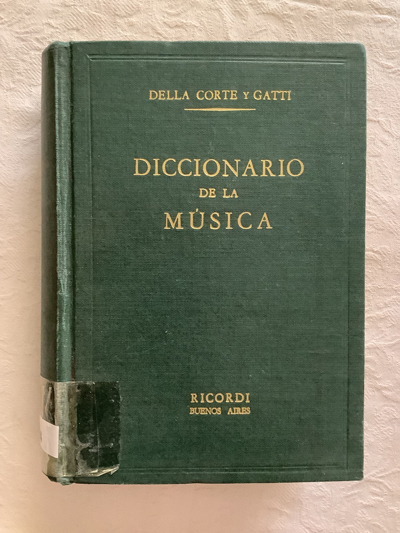 DELLA CORTE Y GATTI
DICCIONARIO
DE LA
MÚSICA
RICORDI
BUENOS AIRES